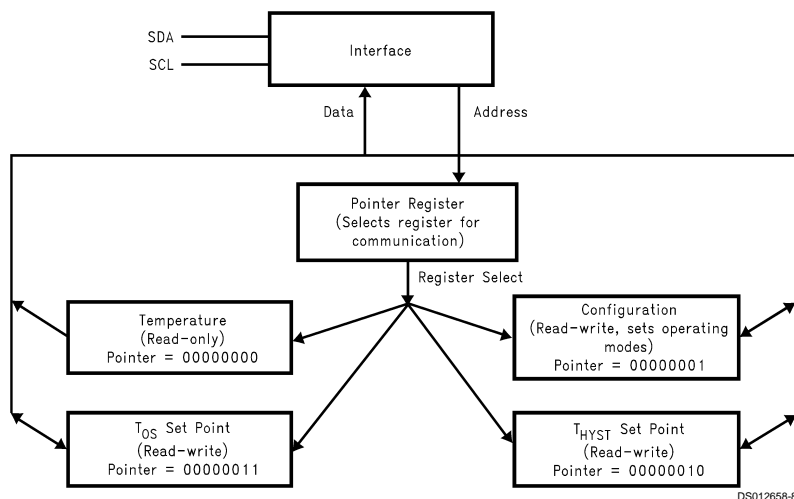 SDA
SCL
Interface
Data
Address
Pointer Register
(Selects register for
communication)
Register Select
Temperature
(Read-only)
Pointer = 00000000
Configuration
(Read-write, sets operating
modes)
Pointer = 00000001
TOS Set Point
(Read-write)
Pointer = 00000011
THYST Set Point
(Read-write)
Pointer = 00000010
DS012658-8